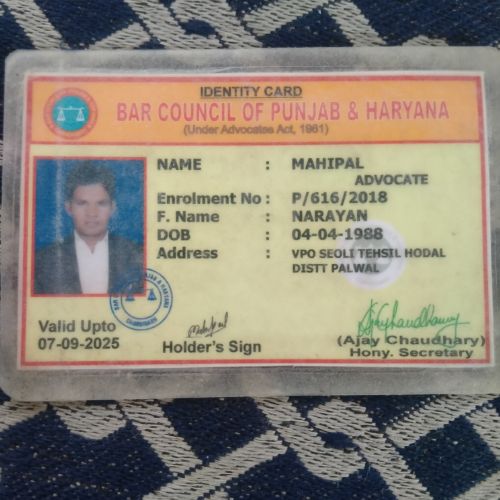 IDENTITY CARD
BAR COUNCIL OF PUNJAB & HARYANA
(Under Advocates Act, 1961)
NAME : MAHIPAL
ADVOCATE
Enrolment No : P/616/2018
F. Name : NARAYAN
DOB : 04-04-1988
Address : VPO SEOLI TEHSIL HODAL
DISTT PALWAL
Valid Upto
07-09-2025
Holder's Sign
(Ajay Chaudhary)
Hony. Secretary